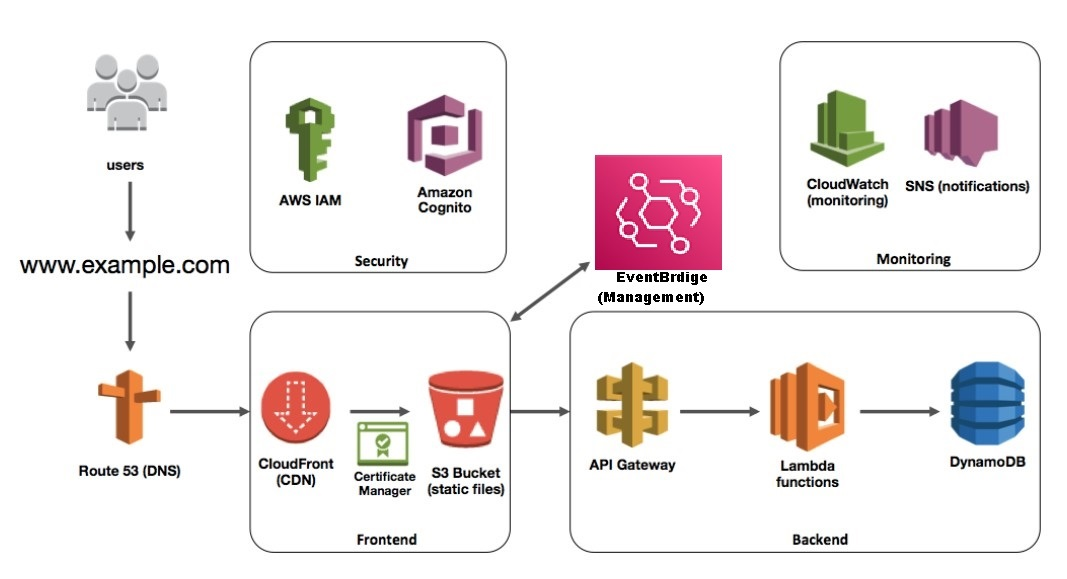 users
www.example.com
Route 53 (DNS)
AWS IAM
Amazon
Cognito
Security
EventBrdige
(Management)
CloudWatch
(monitoring)
SNS (notifications)
Monitoring
CloudFront
(CDN)
Certificate
Manager
S3 Bucket
(static files)
Frontend
API Gateway
Lambda
functions
DynamoDB
Backend